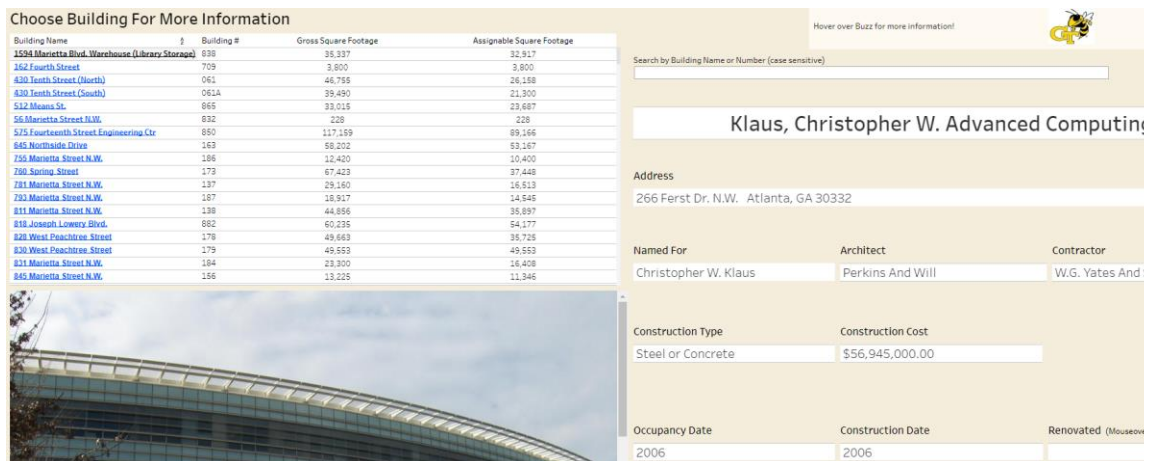 Choose Building For More Information
Building Name Building # Gross Square Footage Assignable Square Footage
1594 Marietta Blvd. Warehouse (Library Storage) 838 35,337 32,917
162 Fourth Street 709 3,800 3,800
430 Tenth Street (North) 061 46,755 26,158
430 Tenth Street (South) 061A 39,490 21,300
512 Means St. 865 33,015 23,687
56 Marietta Street N.W. 832 228 228
575 Fourteenth Street Engineering Ctr 850 117,159 89,166
645 Northside Drive 163 58,202 53,167
755 Marietta Street N.W. 186 12,420 10,400
760 Spring Street 173 67,423 37,448
781 Marietta Street N.W. 137 29,160 16,513
793 Marietta Street N.W. 187 18,917 14,545
811 Marietta Street N.W. 138 44,856 35,897
818 Joseph Lowery Blvd. 882 60,235 54,177
828 West Peachtree Street 178 49,663 35,725
830 West Peachtree Street 179 49,553 49,553
831 Marietta Street N.W. 184 23,300 16,408
845 Marietta Street N.W. 156 13,225 11,346
Hover over Buzz for more information!
GT
Search by Building Name or Number (case sensitive)
Klaus, Christopher W. Advanced Computing
Address
266 Ferst Dr. N.W. Atlanta, GA 30332
Named For Architect Contractor
Christopher W. Klaus Perkins And Will W.G. Yates And
Construction Type Construction Cost
Steel or Concrete $56,945,000.00
Occupancy Date Construction Date Renovated (Mouseove
2006 2006